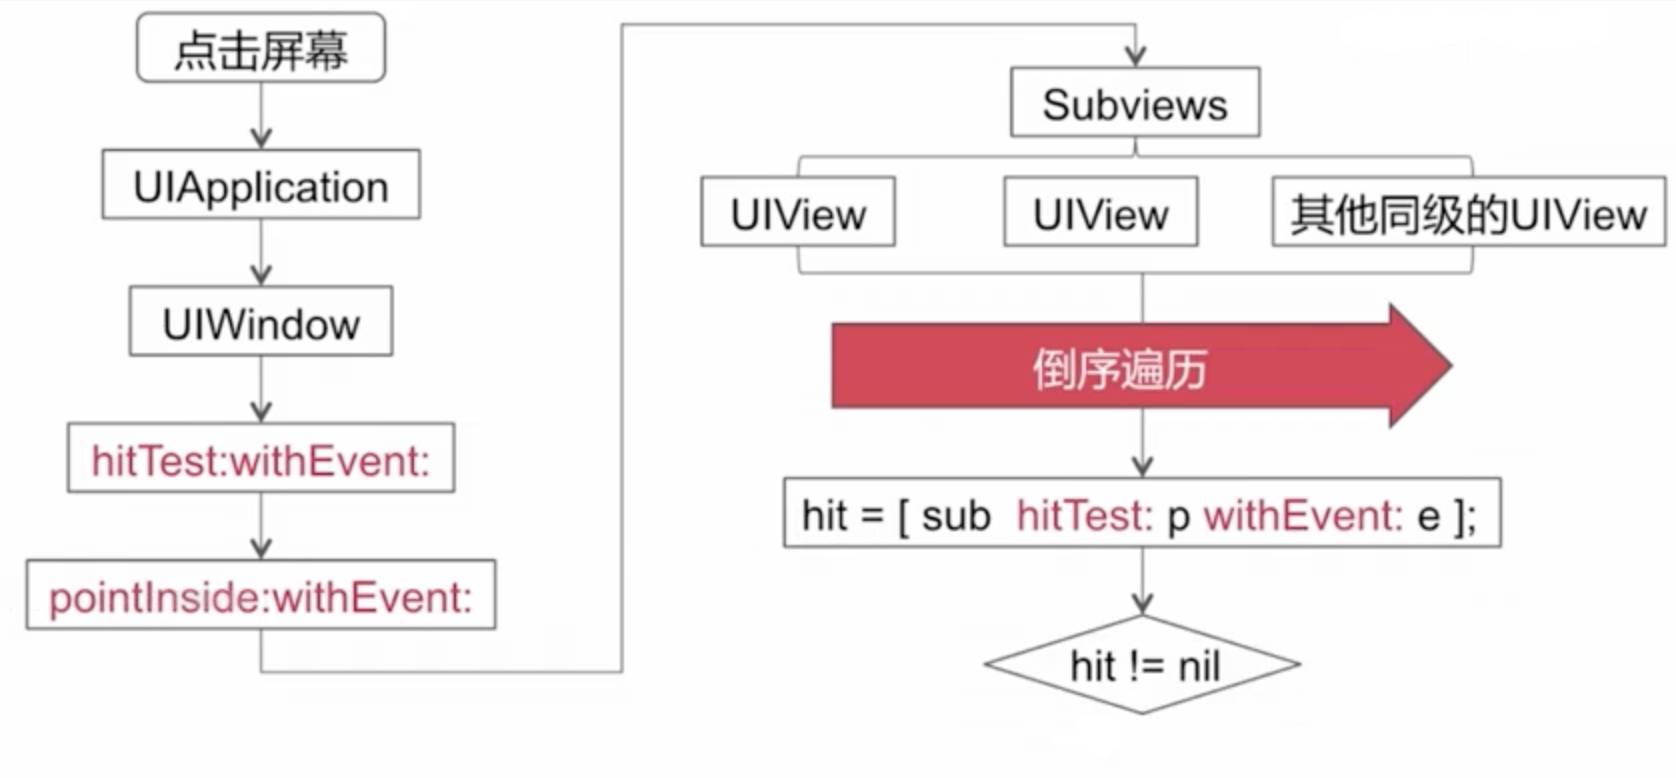 点击屏幕
UIApplication
UIWindow
hitTest:withEvent:
pointInside:withEvent:
Subviews
UIView
UIView
其他同级的UIView
倒序遍历
hit = [ sub hitTest: p withEvent: e ];
hit != nil